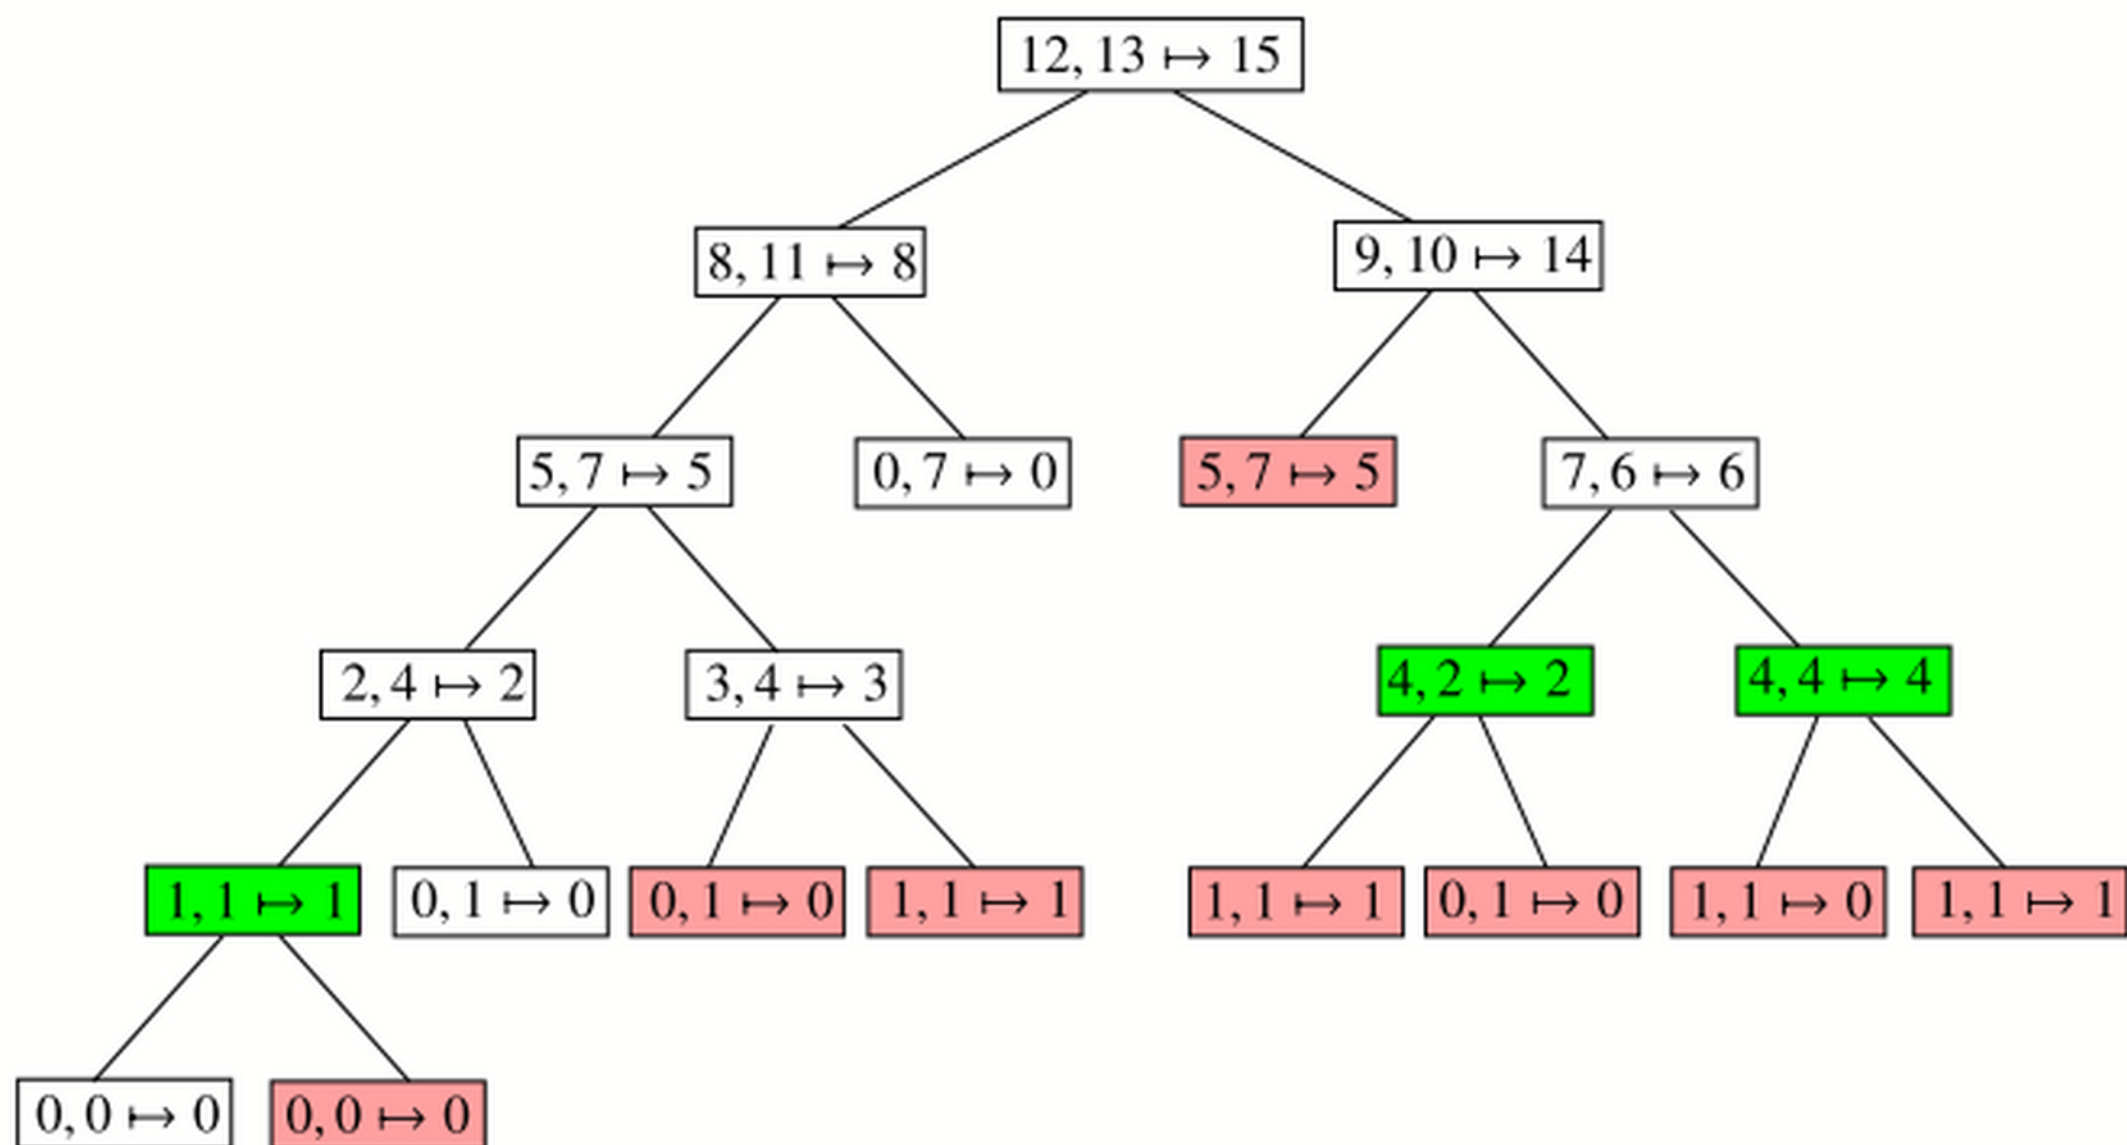 12, 13 ↦ 15
8, 11 ↦ 8
9, 10 ↦ 14
5, 7 ↦ 5
0, 7 ↦ 0
5, 7 ↦ 5
7, 6 ↦ 6
2, 4 ↦ 2
3, 4 ↦ 3
4, 2 ↦ 2
4, 4 ↦ 4
1, 1 ↦ 1
0, 1 ↦ 0
0, 1 ↦ 0
1, 1 ↦ 1
1, 1 ↦ 1
0, 1 ↦ 0
1, 1 ↦ 0
1, 1 ↦ 1
0, 0 ↦ 0
0, 0 ↦ 0